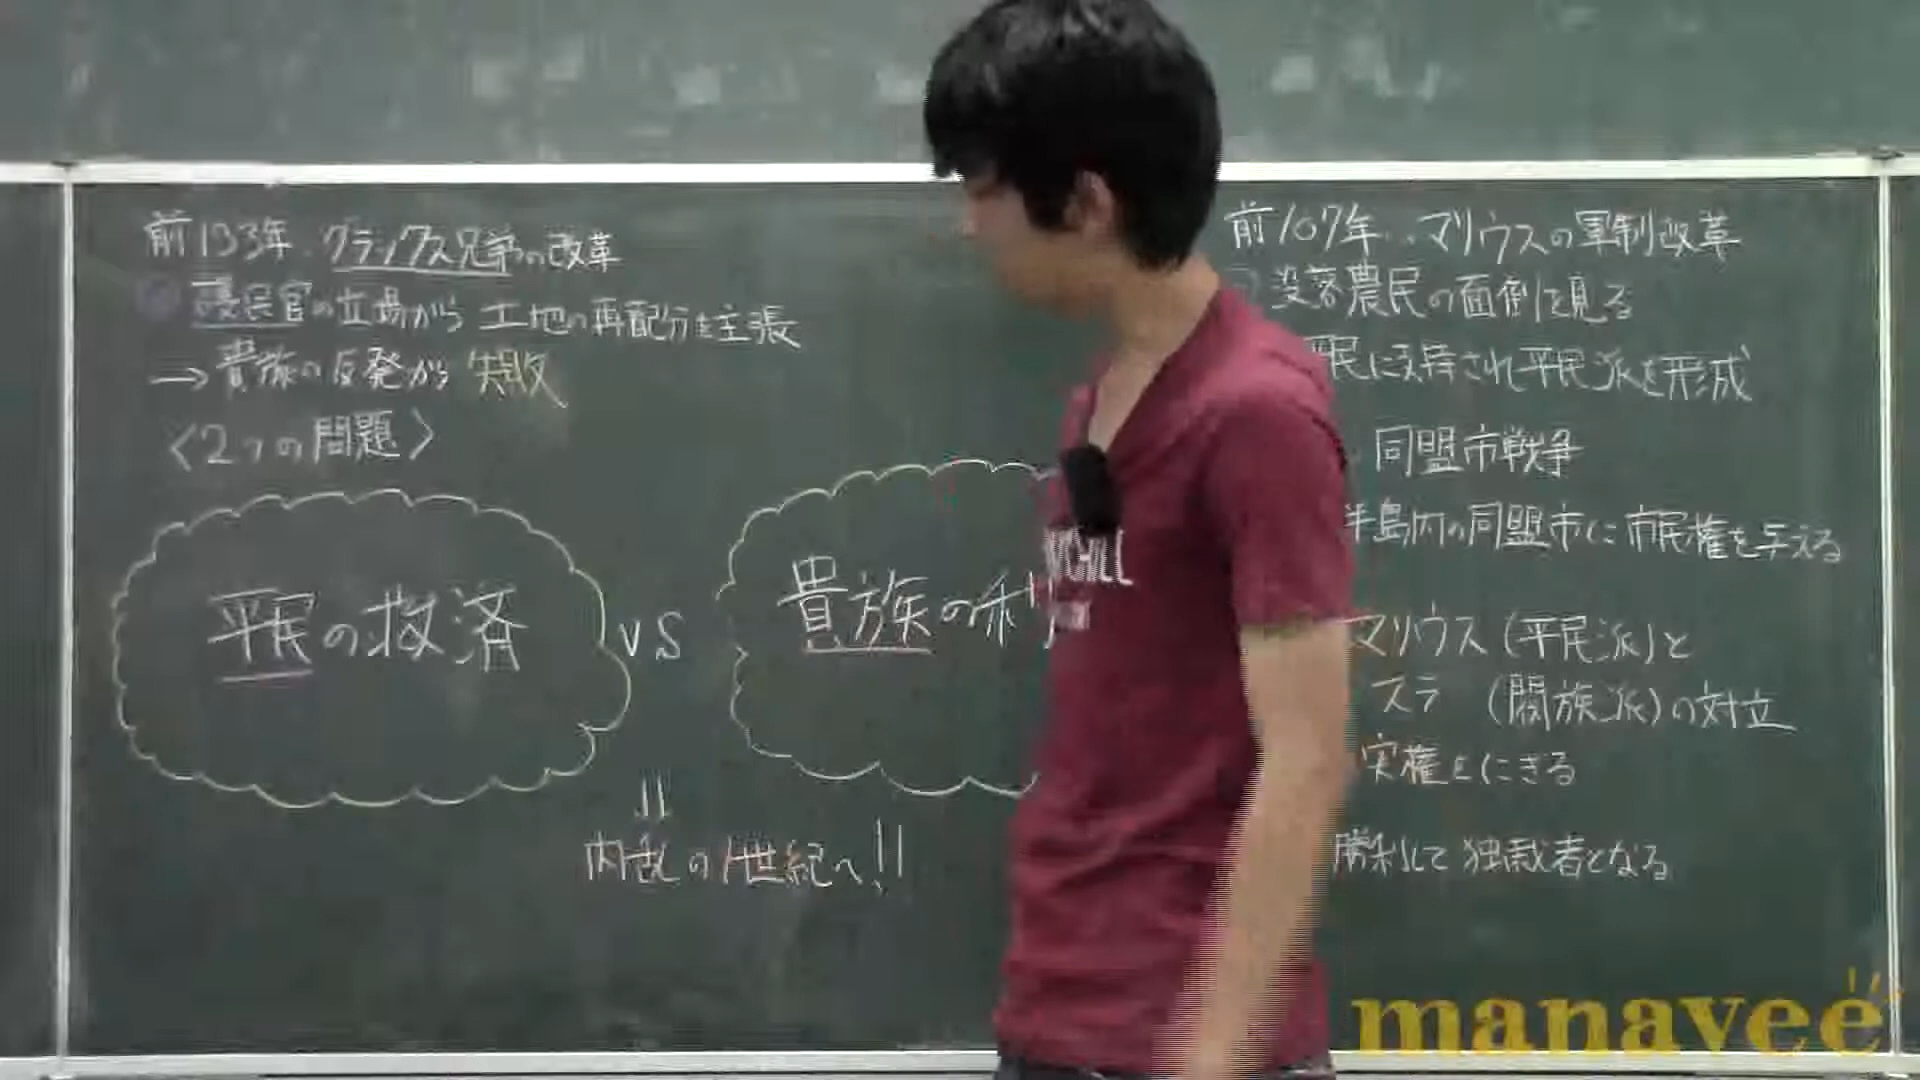 前133年 グラックス兄弟の改革
護民官の立場から 土地の再配分を主張
→ 貴族の反発から 失敗
〈2つの問題〉
平民の救済
VS
貴族の利
内乱の1世紀へ!!
前107年… マリウスの軍制改革
没落農民の面倒を見る
平民に支持され平民派を形成
同盟市戦争
半島内の同盟市に市民権を与える
マリウス (平民派) と
スラ (閥族派) の対立
実権をにぎる
勝利して 独裁者となる
manavee